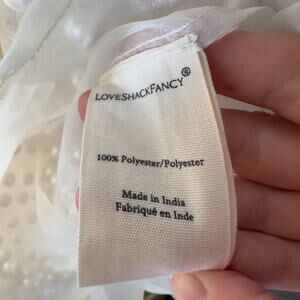 LOVESHACKFANCY®
100% Polyester/Polyester
Made in India
Fabriqué en Inde